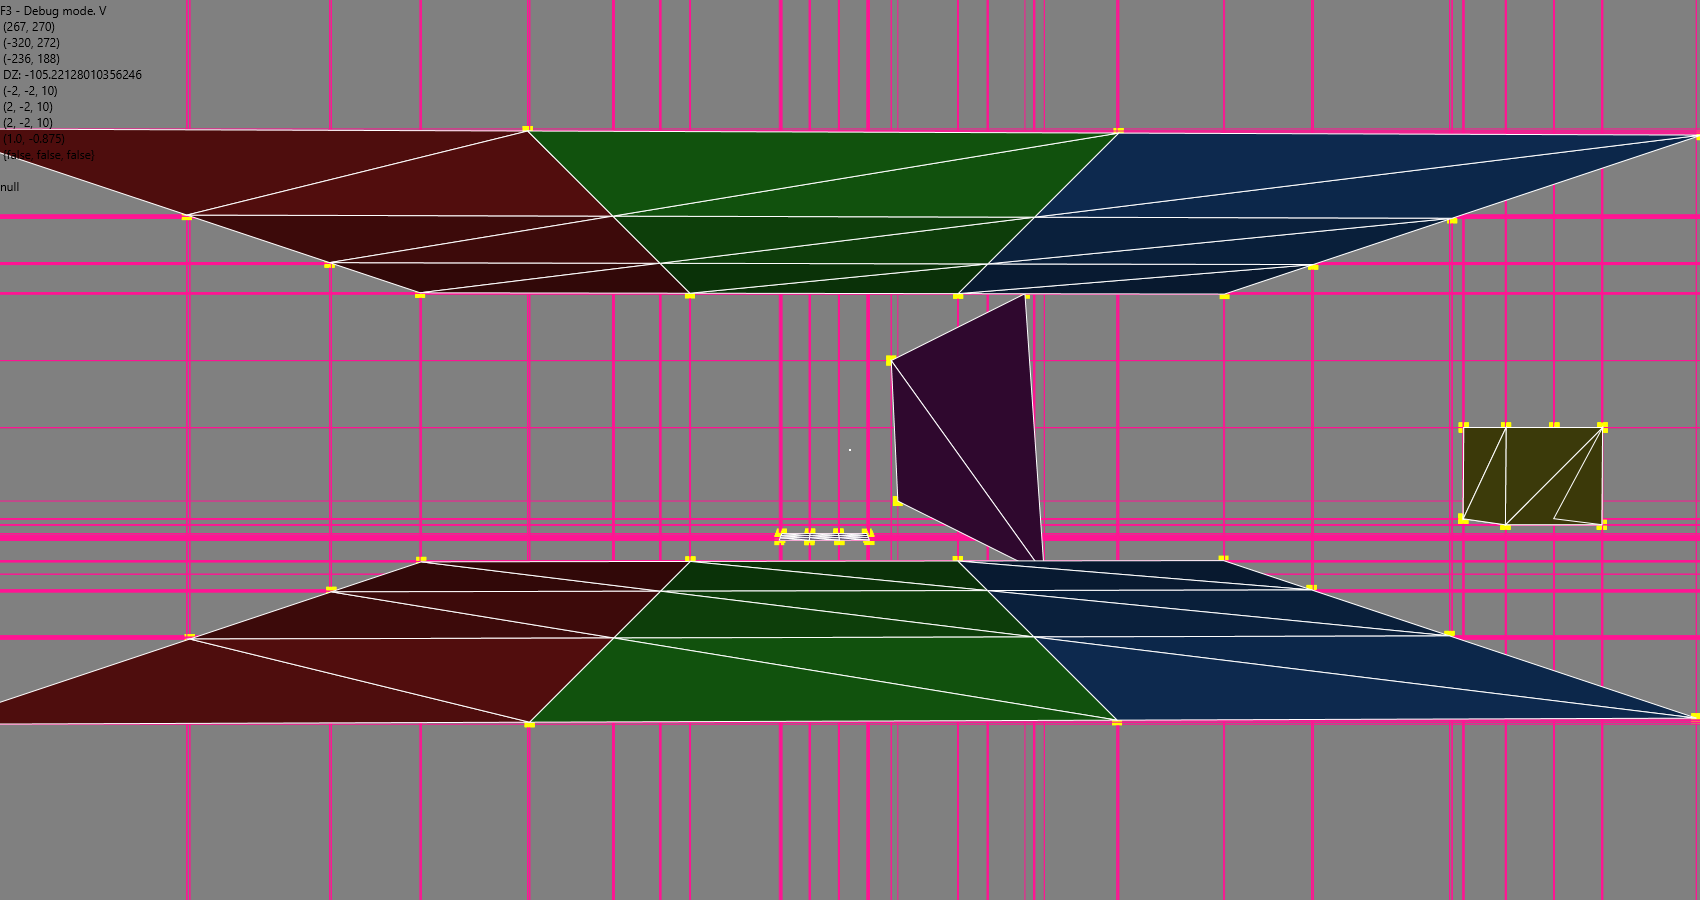 F3 - Debug mode. V
(267, 270)
(-320, 272)
(-236, 188)
DZ: -105.22128010356246
(-2, -2, 10)
(2, -2, 10)
(2, -2, 10)
(1.0, -0.875)
(false, false, false)
null